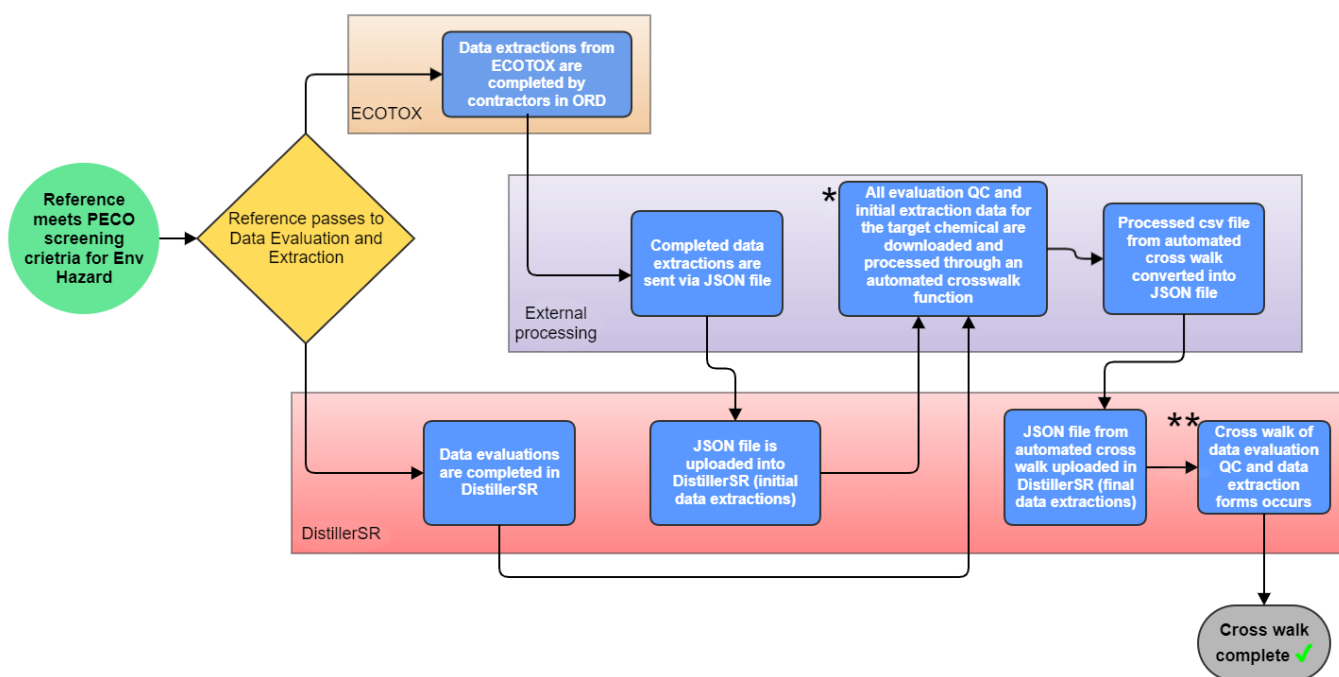 Reference
meets PECO
screening
crietria for Env
Hazard
Reference passes to
Data Evaluation and
Extraction
Data extractions from
ECOTOX are
completed by
contractors in ORD
ECOTOX
Completed data
extractions are
sent via JSON file
*
All evaluation QC and
initial extraction data for
the target chemical are
downloaded and
processed through an
automated crosswalk
function
Processed csv file
from automated
cross walk
converted into
JSON file
External
processing
Data evaluations
are completed in
DistillerSR
JSON file is
uploaded into
DistillerSR (initial
data extractions)
JSON file from
automated cross
walk uploaded in
DistillerSR (final
data extractions)
**
Cross walk of
data evaluation
QC and data
extraction
forms occurs
DistillerSR
Cross walk
complete ✓